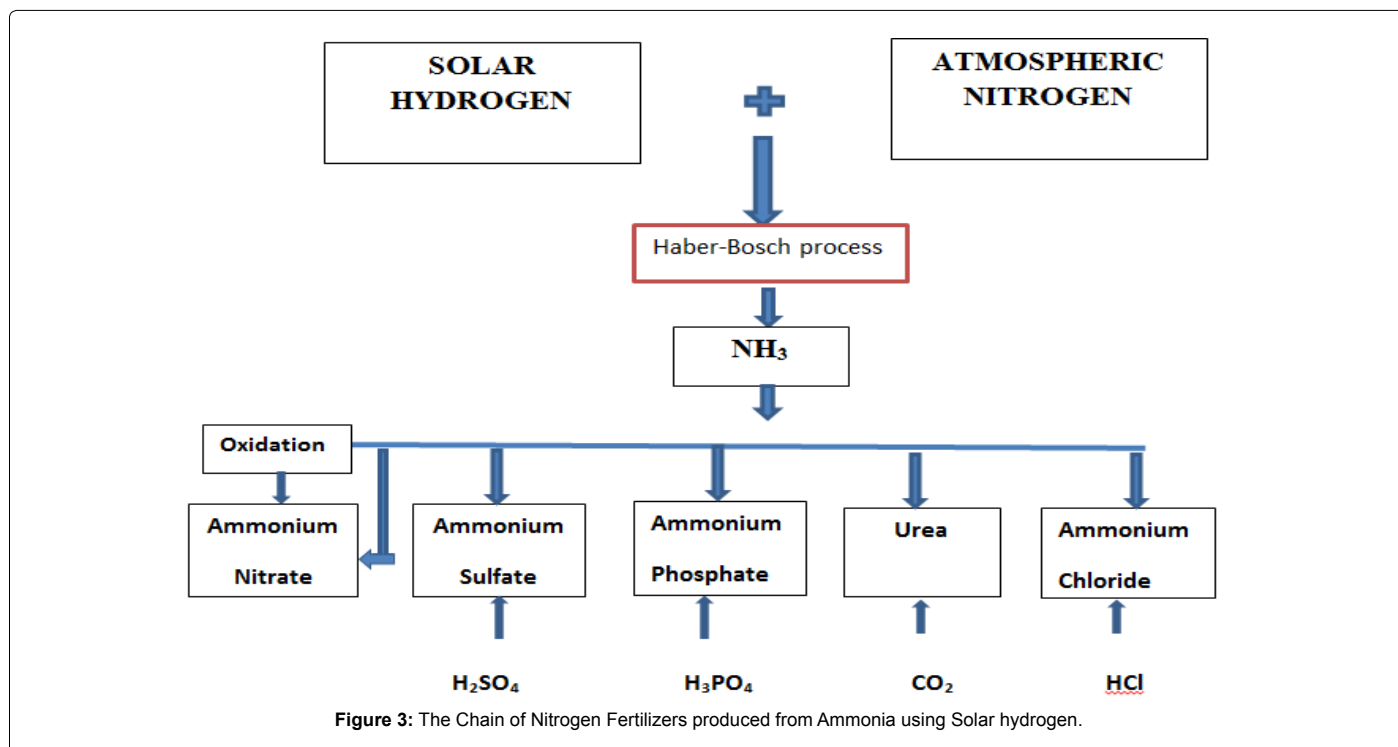 SOLAR
HYDROGEN
ATMOSPHERIC
NITROGEN
Haber-Bosch process
NH₃
Oxidation
Ammonium
Nitrate
Ammonium
Sulfate
Ammonium
Phosphate
Urea
Ammonium
Chloride
H₂SO₄
H₃PO₄
CO₂
HCl
Figure 3: The Chain of Nitrogen Fertilizers produced from Ammonia using Solar hydrogen.